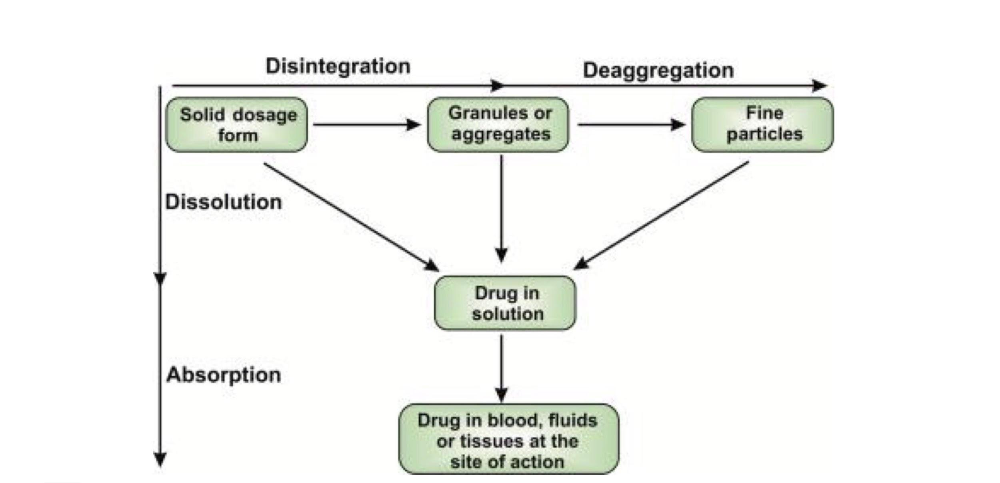 Disintegration
Deaggregation
Solid dosage
form
Granules or
aggregates
Fine
particles
Dissolution
Drug in
solution
Absorption
Drug in blood, fluids
or tissues at the
site of action